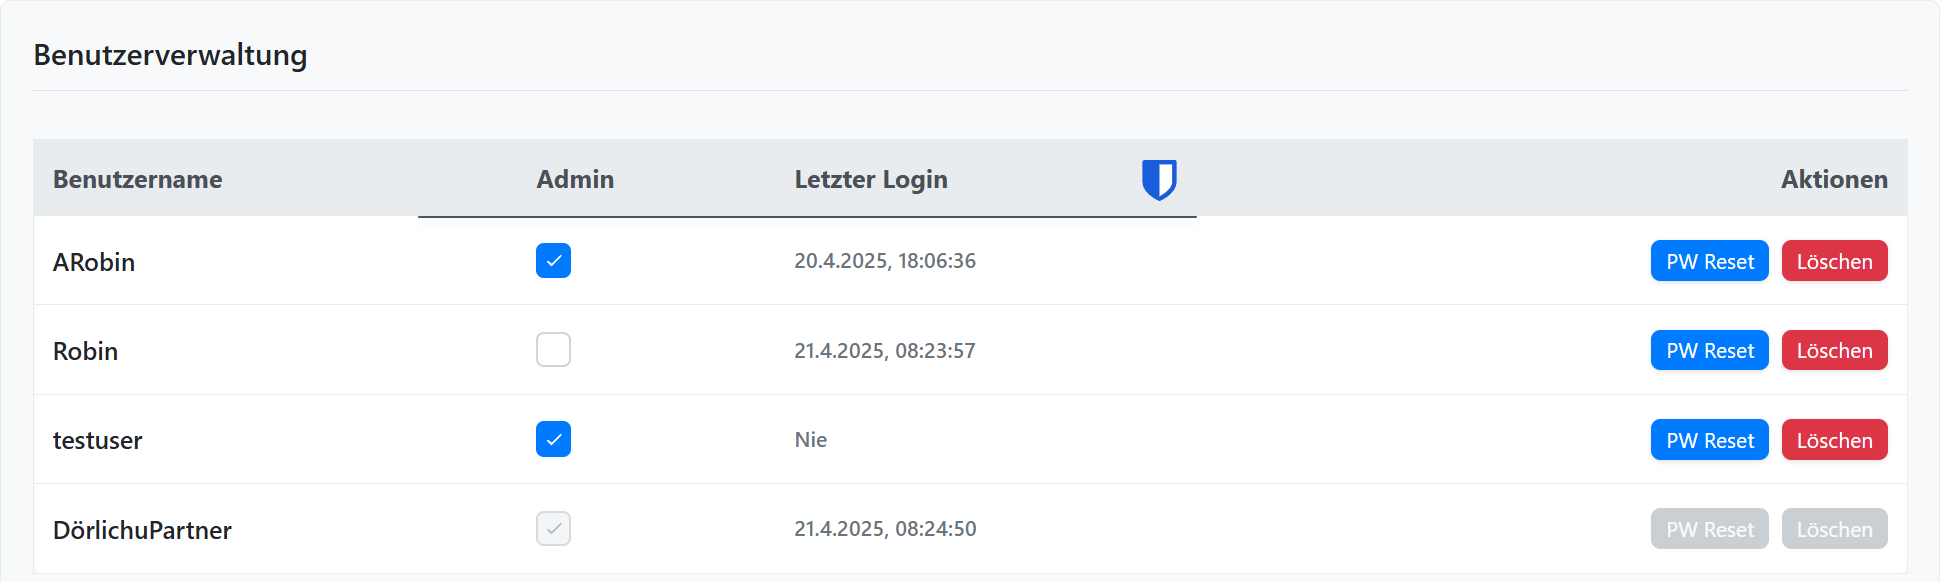 Benutzerverwaltung
Benutzername Admin Letzter Login Aktionen
ARobin 20.4.2025, 18:06:36 PW Reset Löschen
Robin 21.4.2025, 08:23:57 PW Reset Löschen
testuser Nie PW Reset Löschen
DörlichuPartner 21.4.2025, 08:24:50 PW Reset Löschen